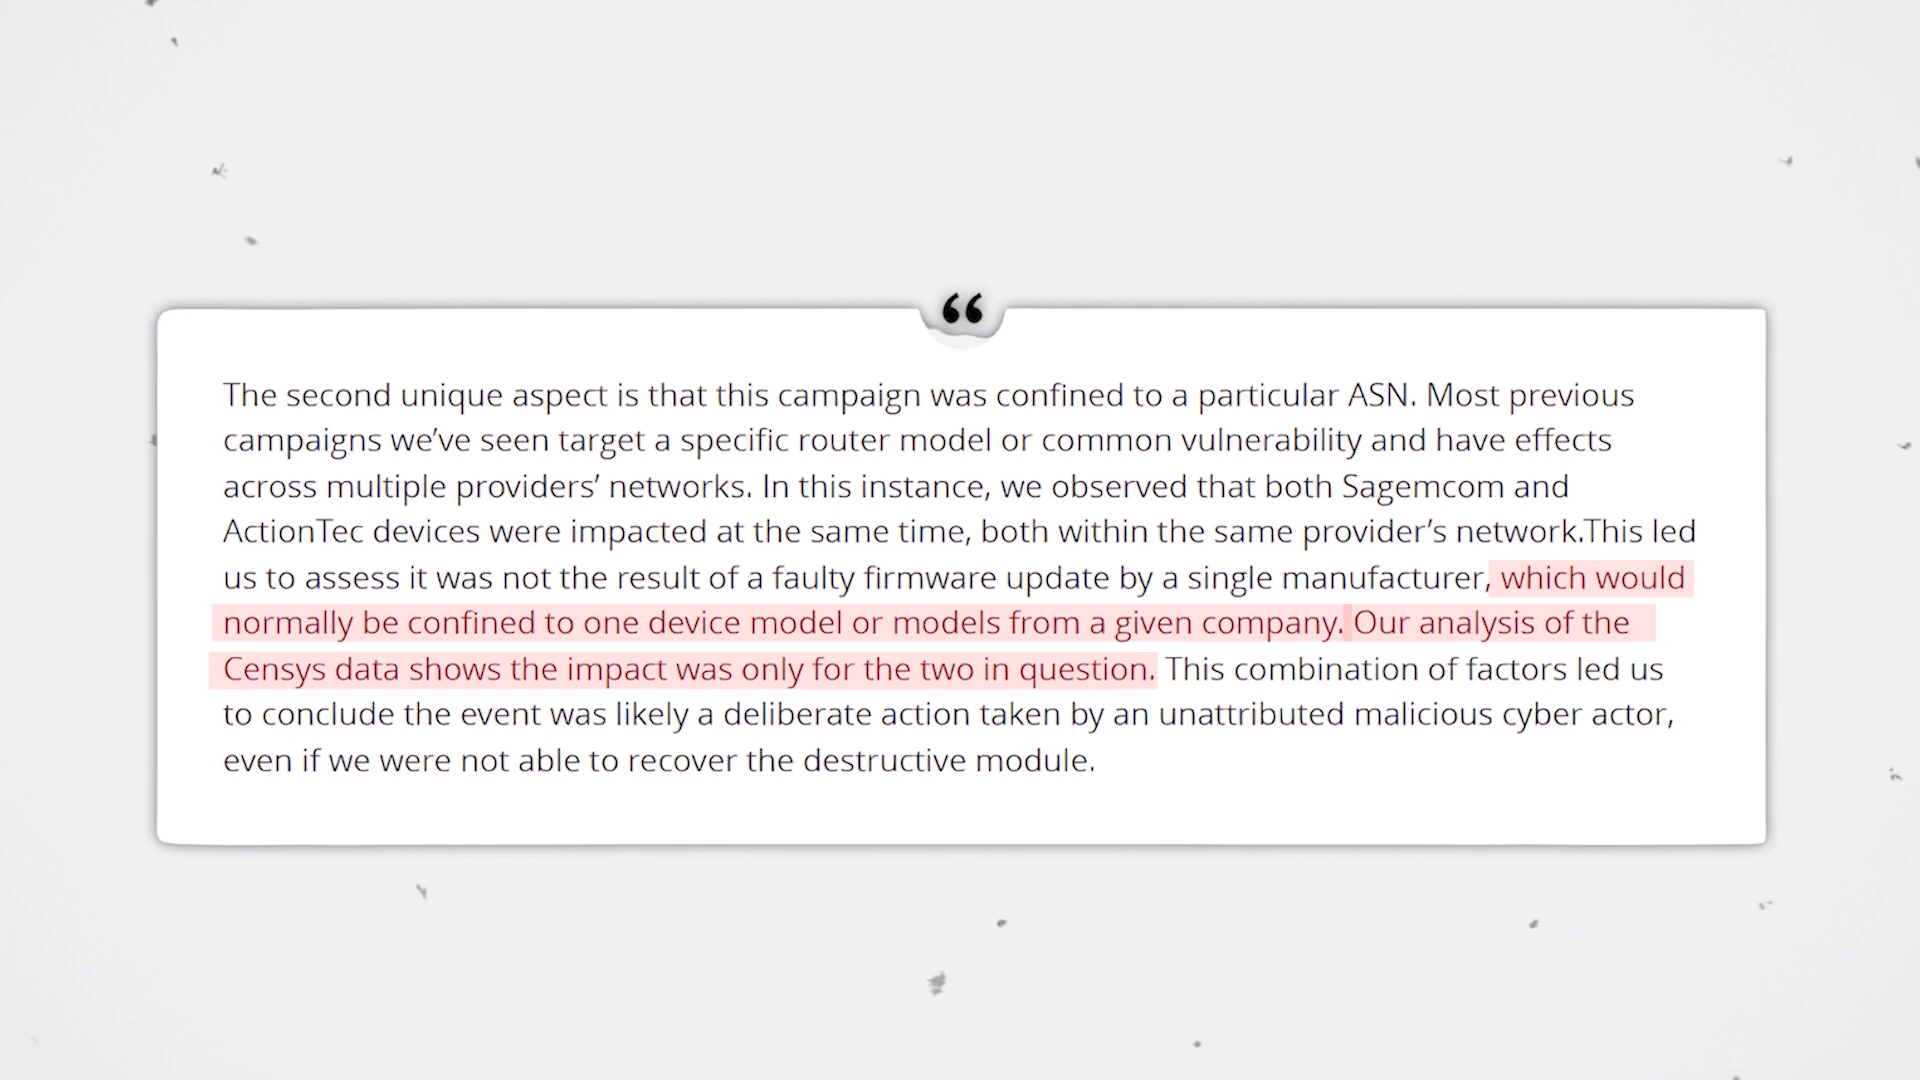 “
The second unique aspect is that this campaign was confined to a particular ASN. Most previous
campaigns we’ve seen target a specific router model or common vulnerability and have effects
across multiple providers’ networks. In this instance, we observed that both Sagemcom and
ActionTec devices were impacted at the same time, both within the same provider’s network.This led
us to assess it was not the result of a faulty firmware update by a single manufacturer, which would
normally be confined to one device model or models from a given company. Our analysis of the
Censys data shows the impact was only for the two in question. This combination of factors led us
to conclude the event was likely a deliberate action taken by an unattributed malicious cyber actor,
even if we were not able to recover the destructive module.